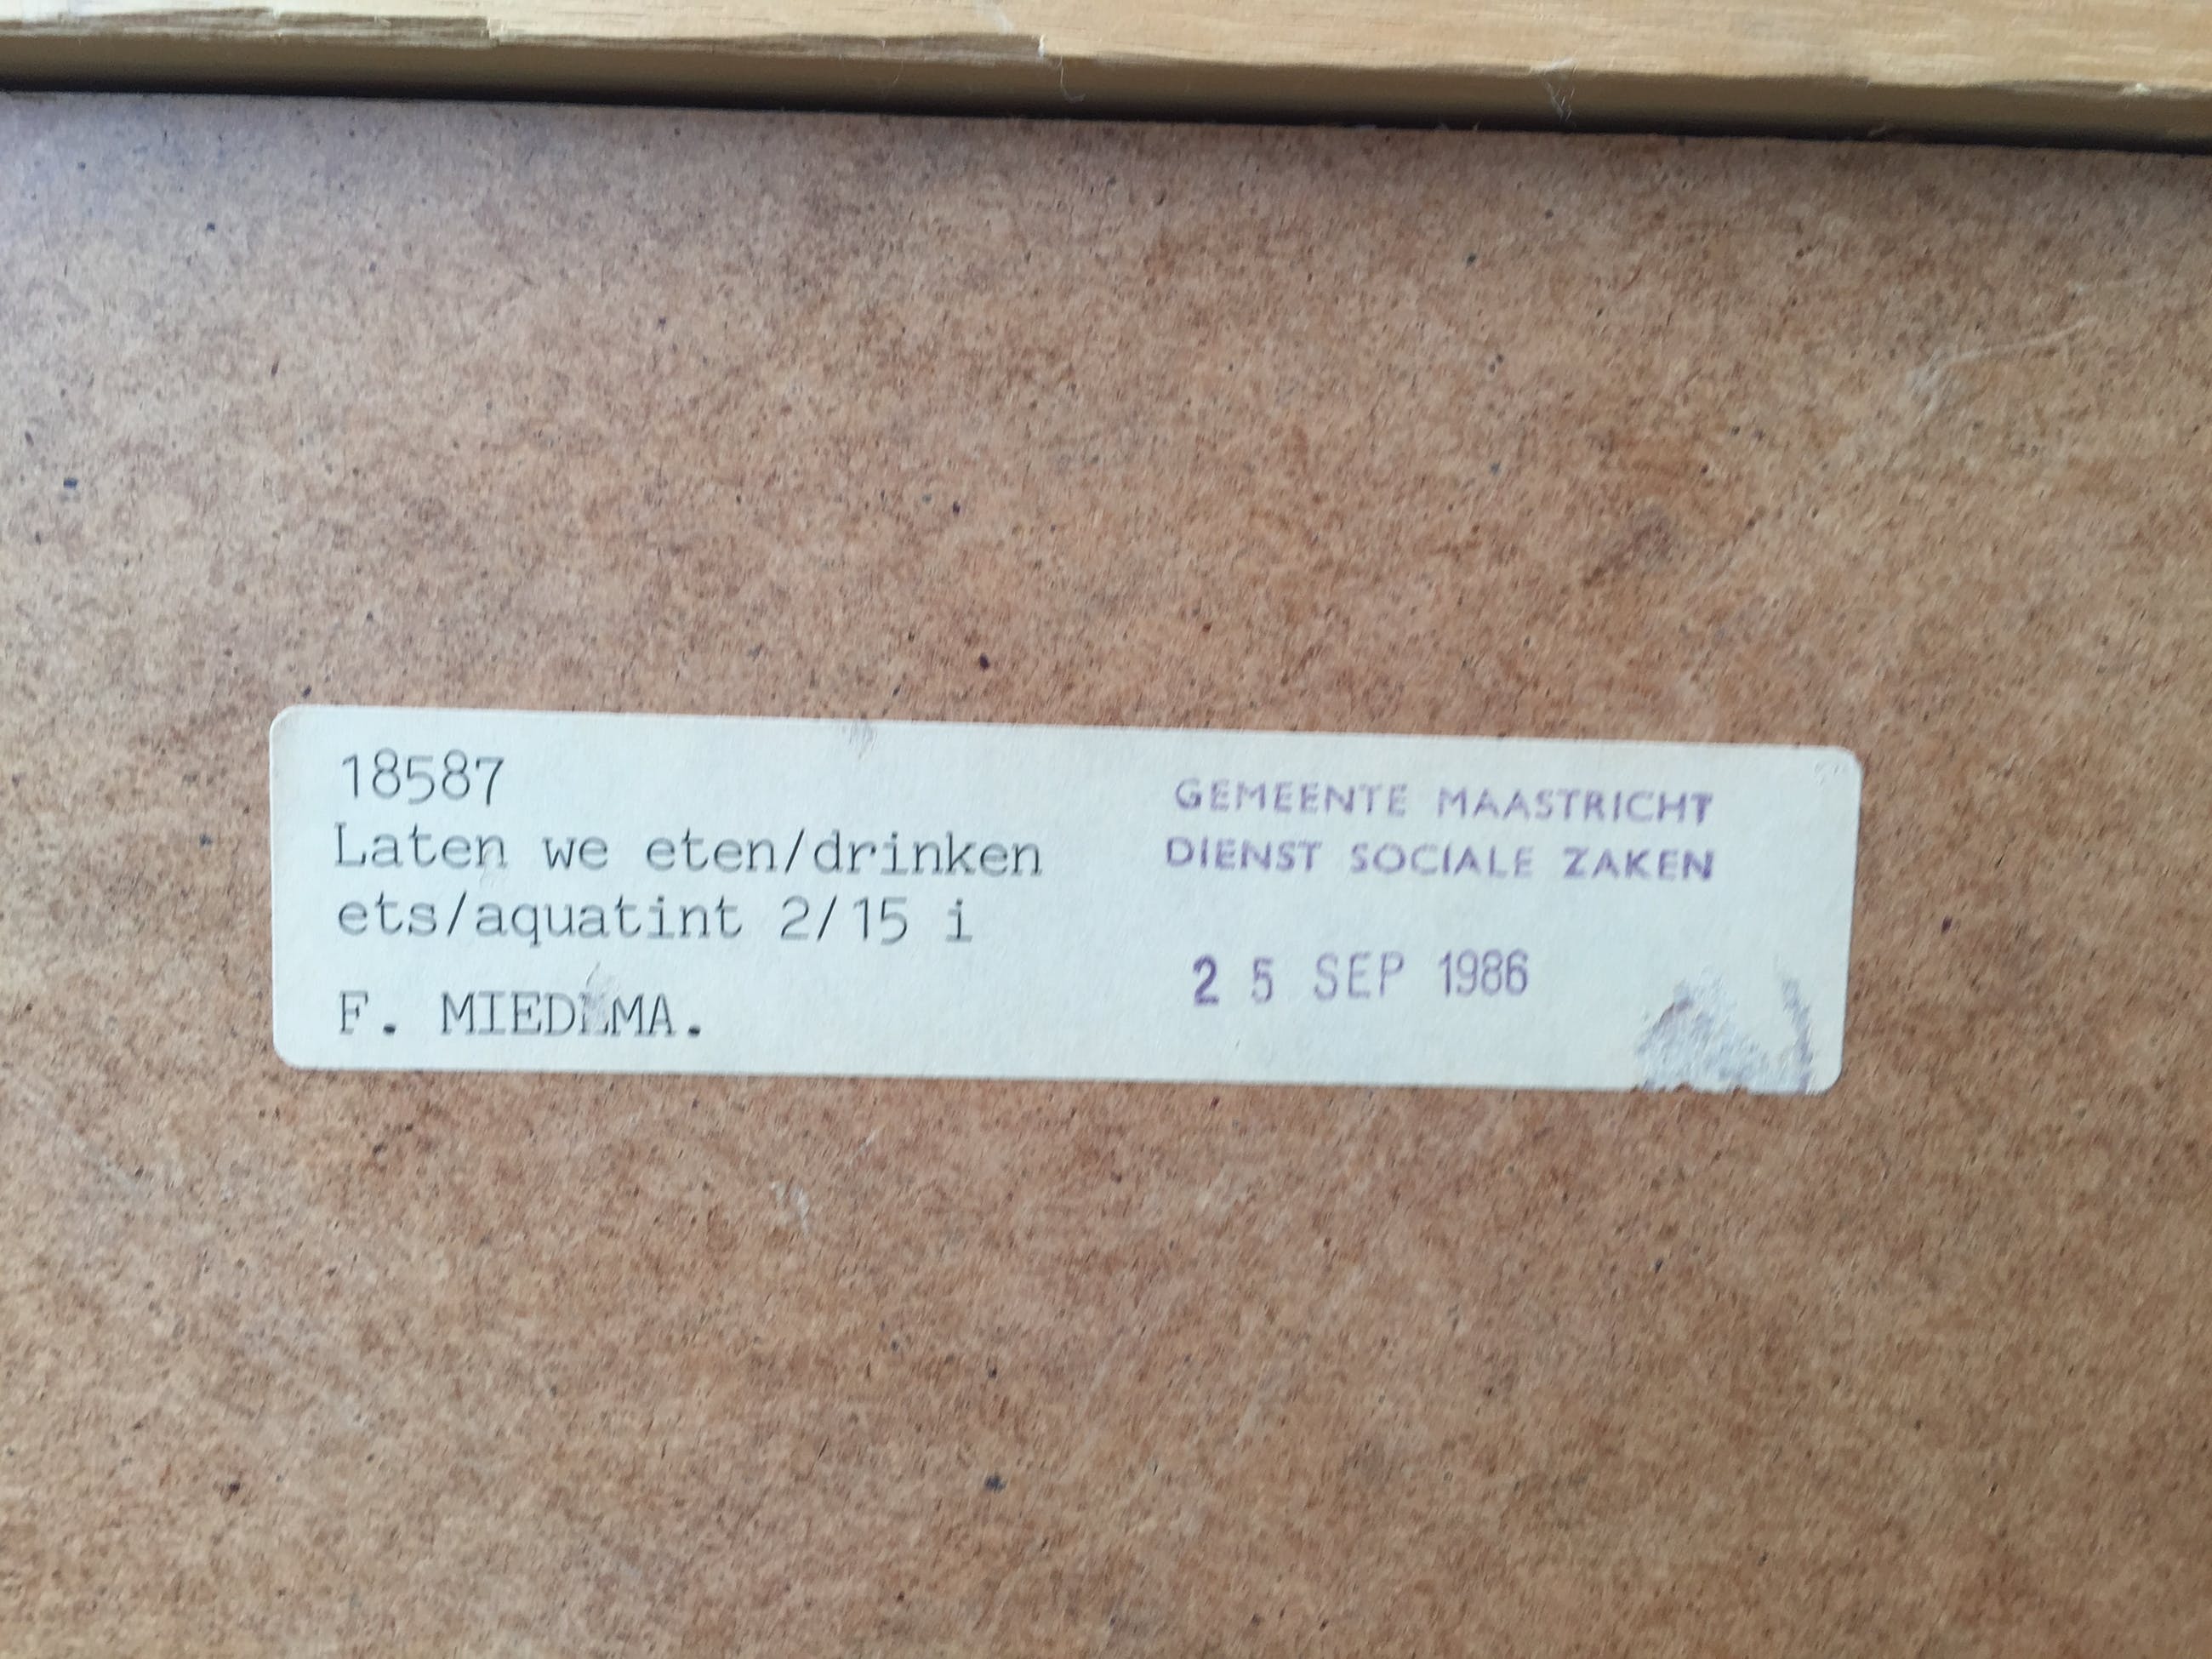 18587
Laten we eten/drinken
ets/aquatint 2/15 i
F. MIEDEMA.
GEMEENTE MAASTRICHT
DIENST SOCIALE ZAKEN
25 SEP 1986